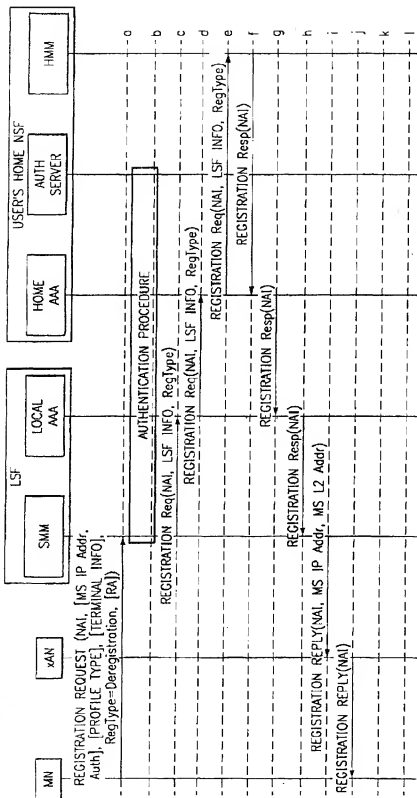 USER'S HOME NSF
LSF
MN
xAN
SMM
LOCAL
AAA
HOME
AAA
AUTH
SERVER
HMM
REGISTRATION REQUEST (NAI, [MS IP Addr,
Auth], [PROFILE TYPE], [TERMINAL INFO],
RegType=Deregistration, [RA])
AUTHENTICATION PROCEDURE
REGISTRATION Req(NAI, LSF INFO, RegType)
REGISTRATION Req(NAI, LSF INFO, RegType)
REGISTRATION Req(NAI, LSF INFO, RegType)
REGISTRATION Resp(NAI)
REGISTRATION Resp(NAI)
REGISTRATION Resp(NAI)
REGISTRATION REPLY(NAI, MS IP Addr, MS L2 Addr)
REGISTRATION REPLY(NAI)
a
b
c
d
e
f
g
h
i
j
k
l